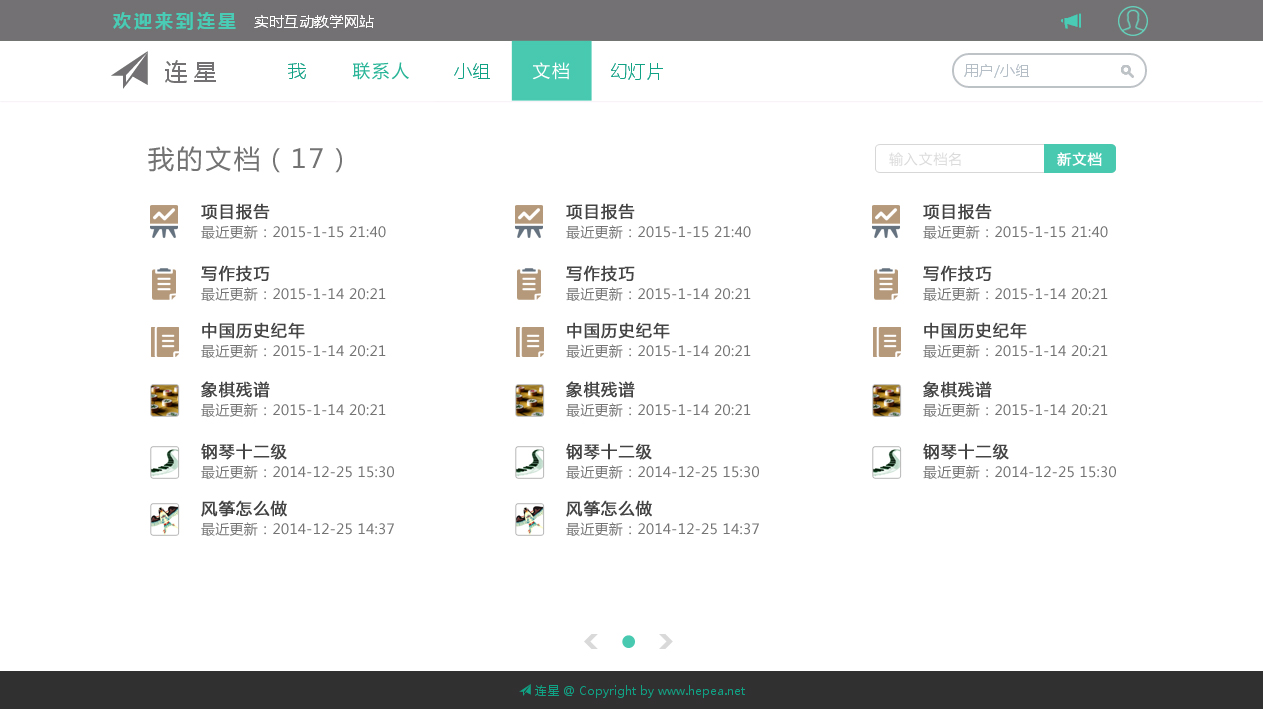 欢迎来到连星 实时互动教学网站
连星 我 联系人 小组 文档 幻灯片 用户/小组
我的文档（17） 输入文档名 新文档
项目报告 项目报告 项目报告
最近更新：2015-1-15 21:40 最近更新：2015-1-15 21:40 最近更新：2015-1-15 21:40
写作技巧 写作技巧 写作技巧
最近更新：2015-1-14 20:21 最近更新：2015-1-14 20:21 最近更新：2015-1-14 20:21
中国历史纪年 中国历史纪年 中国历史纪年
最近更新：2015-1-14 20:21 最近更新：2015-1-14 20:21 最近更新：2015-1-14 20:21
象棋残谱 象棋残谱 象棋残谱
最近更新：2015-1-14 20:21 最近更新：2015-1-14 20:21 最近更新：2015-1-14 20:21
钢琴十二级 钢琴十二级 钢琴十二级
最近更新：2014-12-25 15:30 最近更新：2014-12-25 15:30 最近更新：2014-12-25 15:30
风筝怎么做 风筝怎么做
最近更新：2014-12-25 14:37 最近更新：2014-12-25 14:37
连星 @ Copyright by www.hepea.net